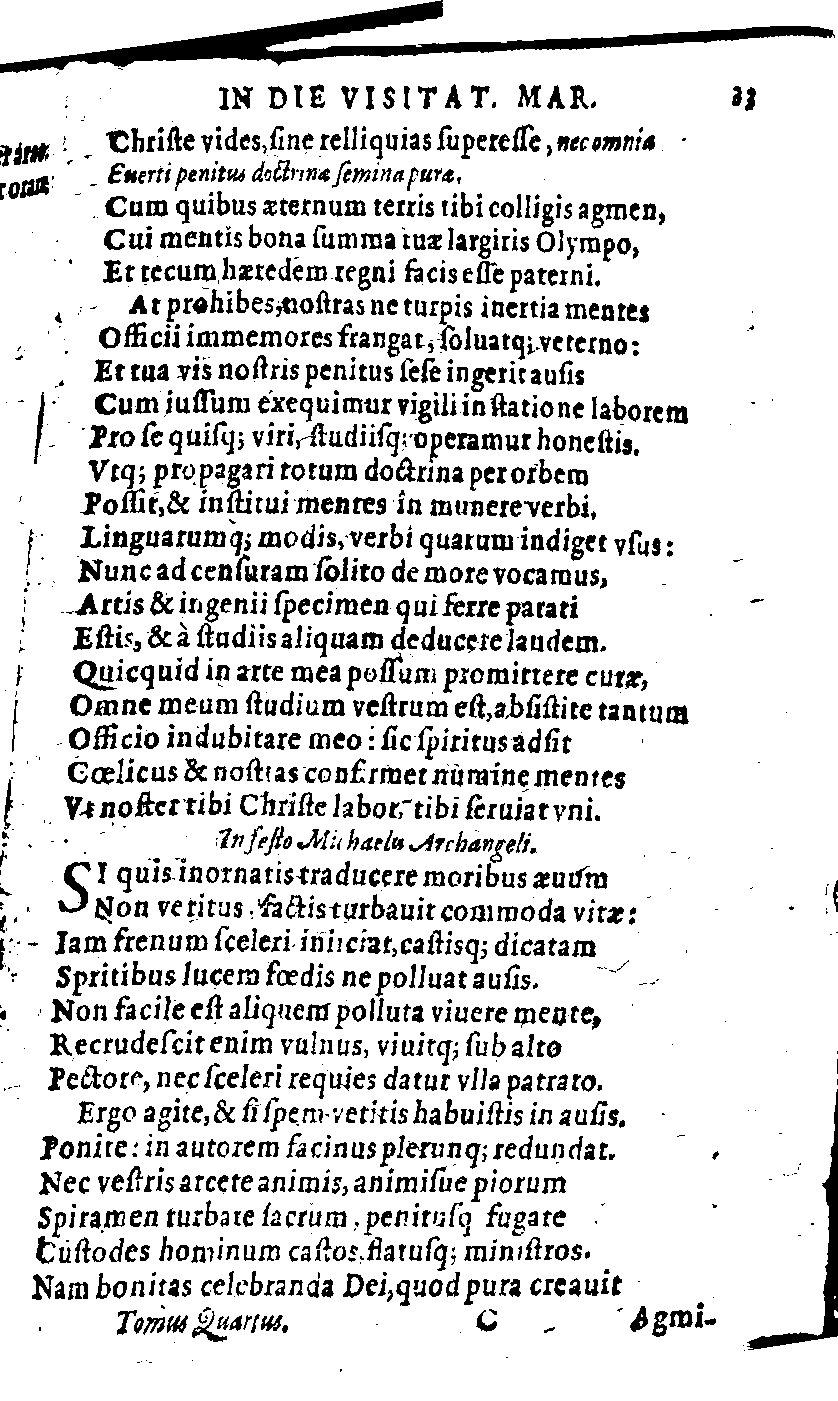 IN DIE VISITAT. MAR. 33
Chriſte vides, ſine relliquias ſupereſſe, nec omnia
Euerti penitus doctrinæ ſemina puræ,
Cum quibus æternum terris tibi colligis agmen,
Cui mentis bona ſumma tuæ largiris Olympo,
Et tecum hæredem regni facis eſſe paterni.
At prohibes, noſtras ne turpis inertia mentes
Officii immemores frangat, ſoluatq; veterno:
Et tua vis noſtris penitus ſeſe ingerit auſis
Cum iuſſum exequimur vigili in ſtatione laborem
Pro ſe quiſq; viri, ſtudiiſq; operamur honeſtis.
Vtq; propagari totum doctrina per orbem
Poſſit, & inſtitui mentes in munere verbi,
Linguarumq̀; modis, verbi quarum indiget vſus:
Nunc ad cenſuram ſolito de more vocamus,
Artis & ingenii ſpecimen qui ferre parati
Eſtis, & à ſtudiis aliquam deducere laudem.
Quicquid in arte mea poſſum promittere curæ,
Omne meum ſtudium veſtrum eſt, abſiſtite tantum
Officio indubitare meo: ſic ſpiritus adſit
Cœlicus & noſtras confirmet numine mentes
Vt noſter tibi Chriſte labor, tibi ſeruiat vni.
In feſto Michaelis Archangeli.
SI quis inornatis traducere moribus æuum
Non veritus, factis turbauit commoda vitæ:
Iam frenum ſceleri iniiciat, caſtisq; dicatam
Spritibus lucem fœdis ne polluat auſis.
Non facile eſt aliquem polluta viuere mente,
Recrudeſcit enim vulnus, viuitq; ſub alto
Pectore, nec ſceleri requies datur vlla patrato.
Ergo agite, & ſi ſpem vetitis habuiſtis in auſis,
Ponite: in autorem facinus plerunq; redundat.
Nec veſtris arcete animis, animiſue piorum
Spiramen turbate ſacrum, penituſq fugate
Cuſtodes hominum caſtos, flatuſq; miniſtros.
Nam bonitas celebranda Dei, quod pura creauit
Tomus Quartus. C Agmi-